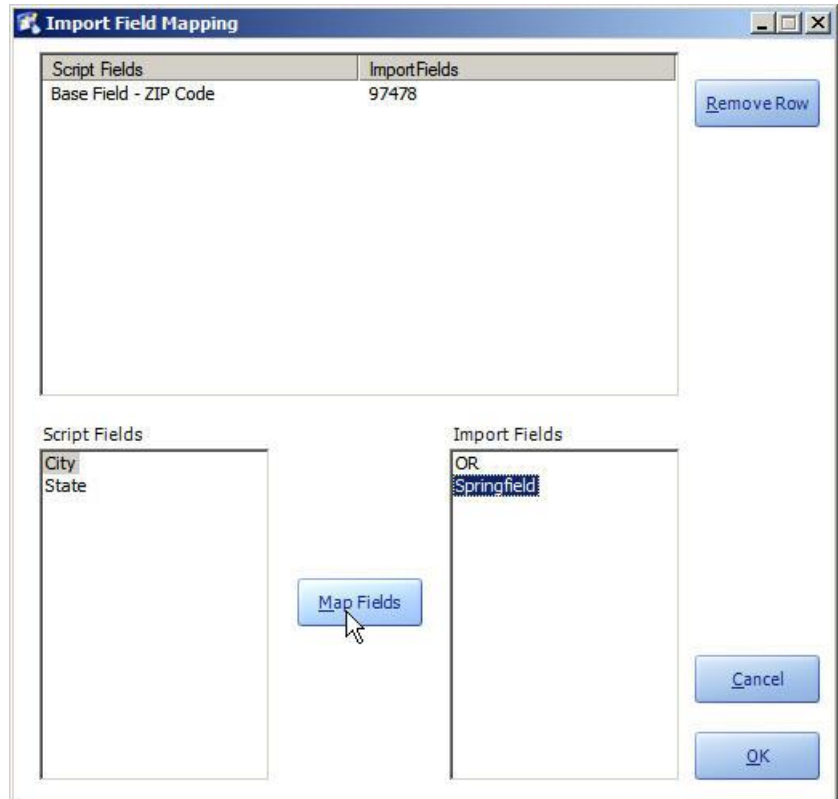 Import Field Mapping
Script Fields ImportFields
Base Field - ZIP Code 97478
Remove Row
Script Fields Import Fields
City OR
State Springfield
Map Fields
Cancel
OK